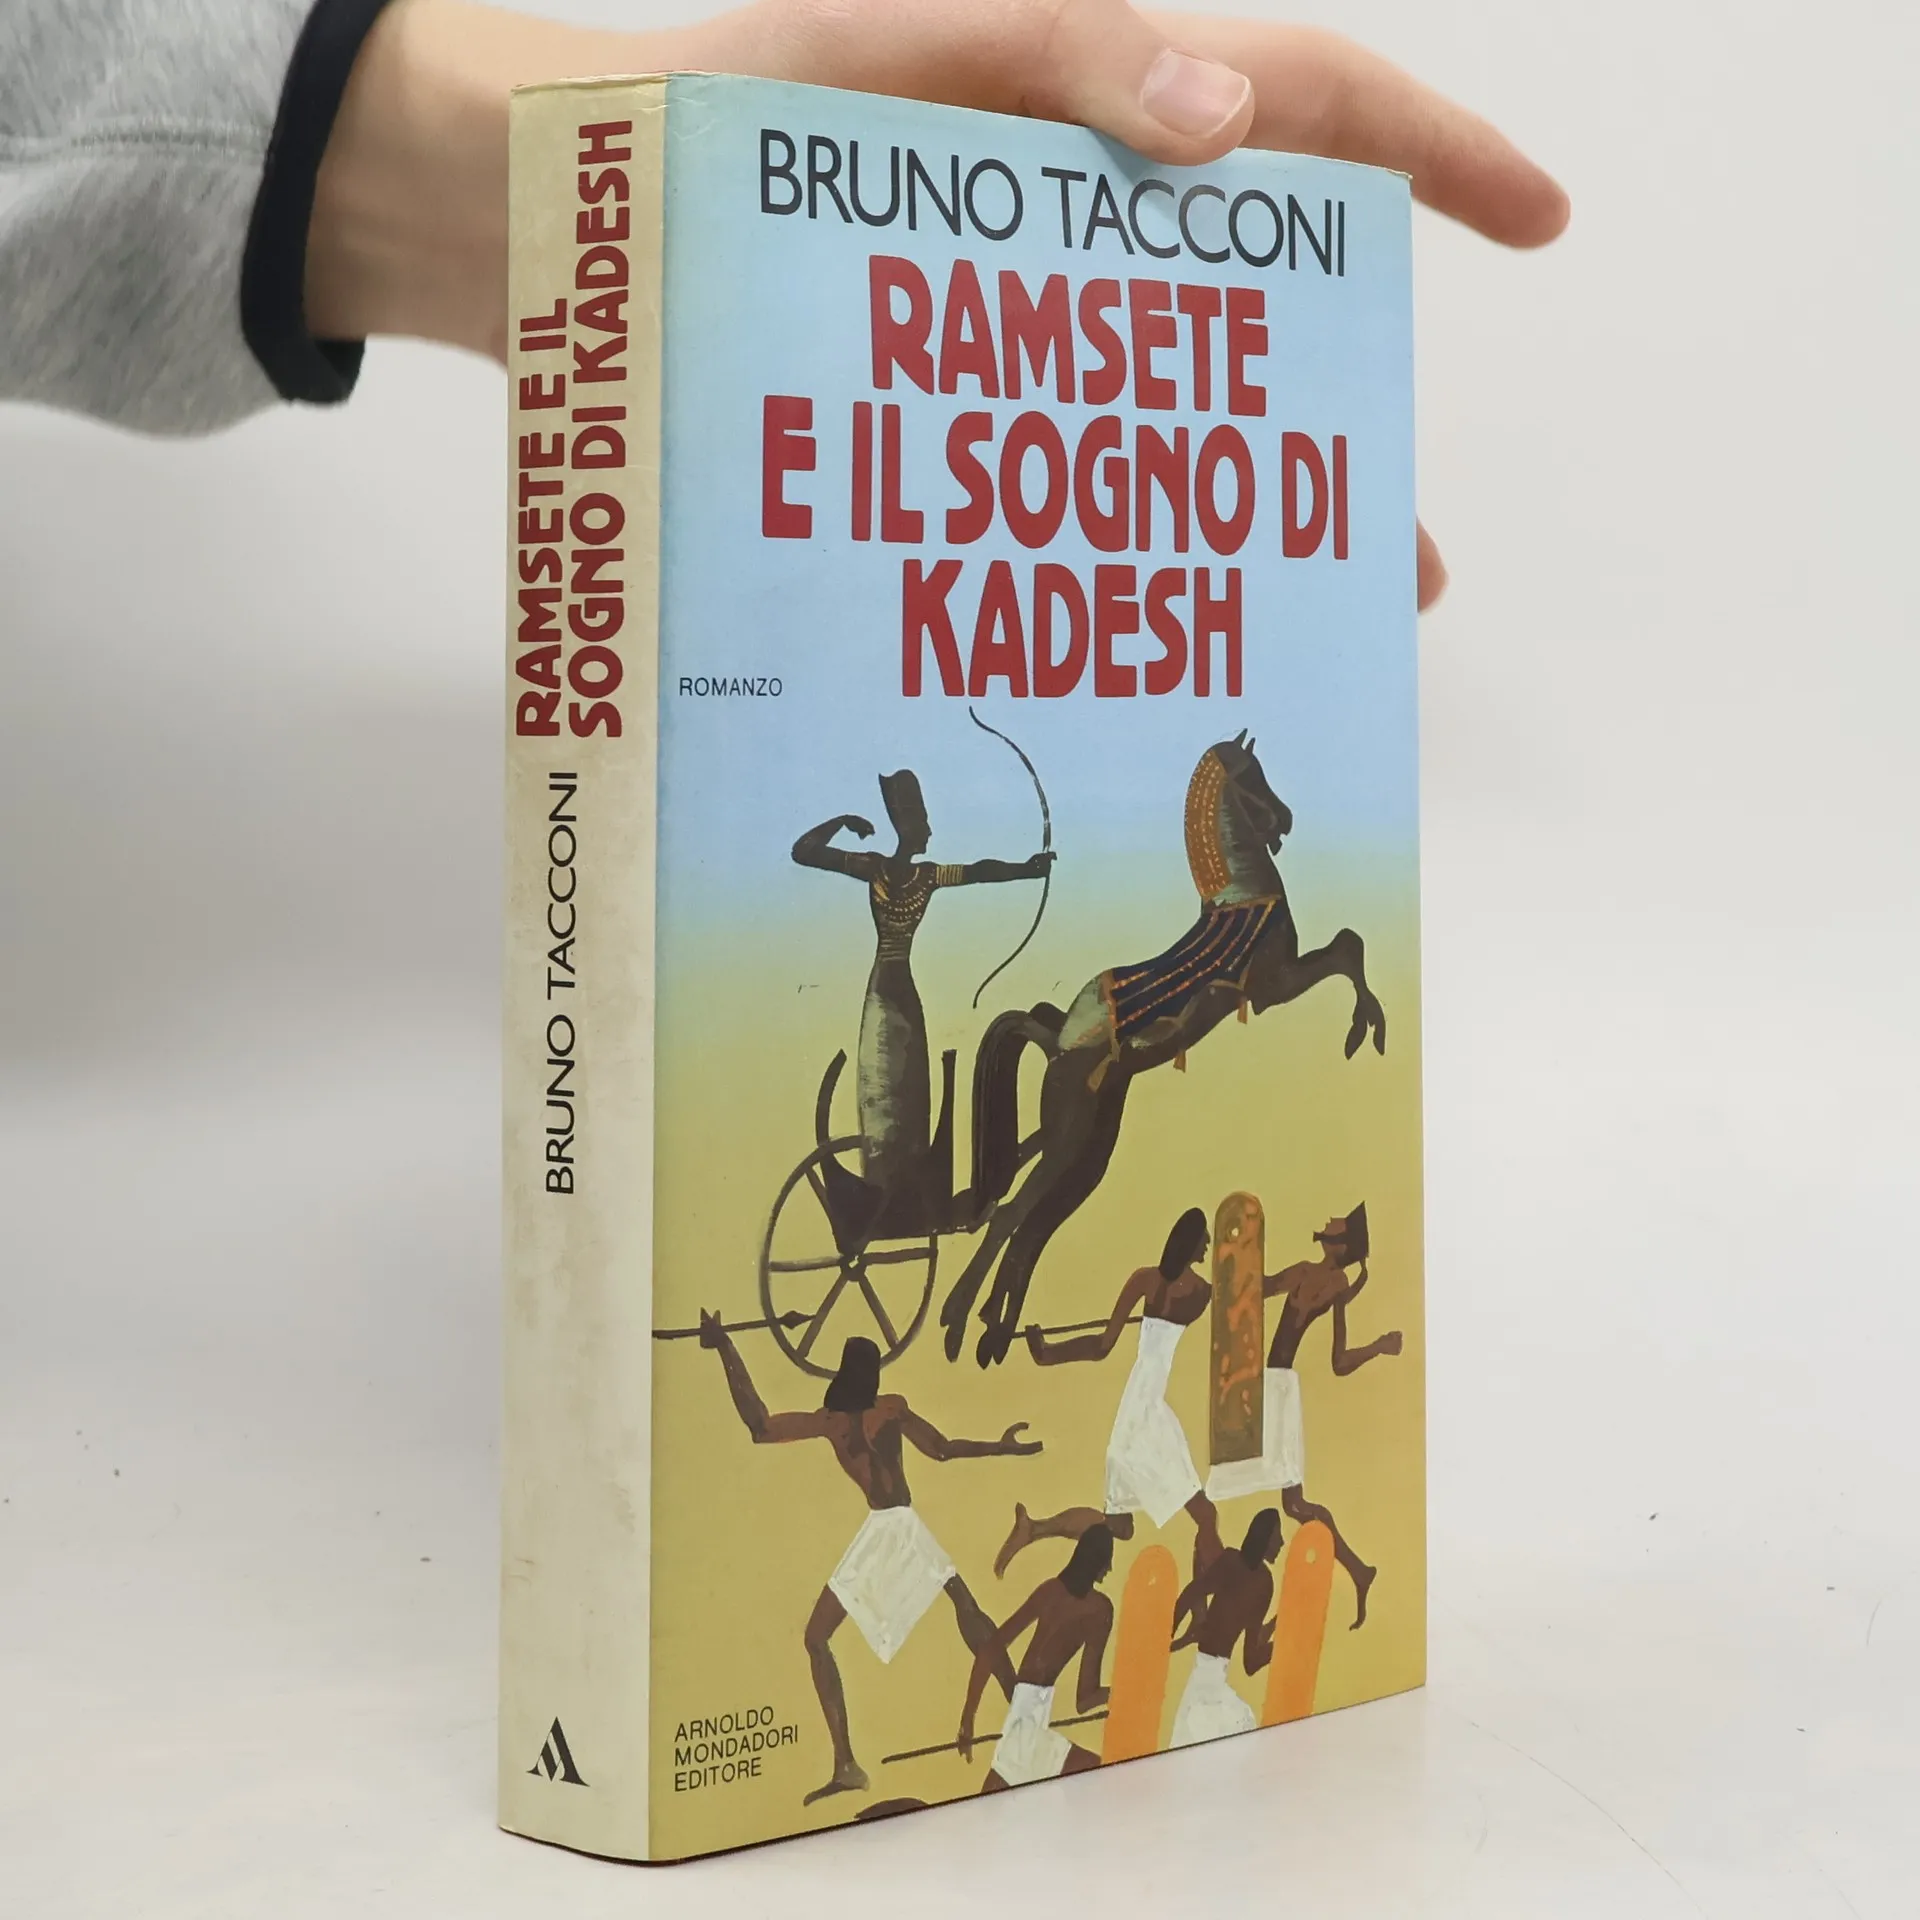 RAMSETE E IL
SOGNO DI KADESH
BRUNO TACCONI
BRUNO TACCONI
RAMSETE
E IL SOGNO DI
KADESH
ROMANZO
ARNOLDO
MONDADORI
EDITORE